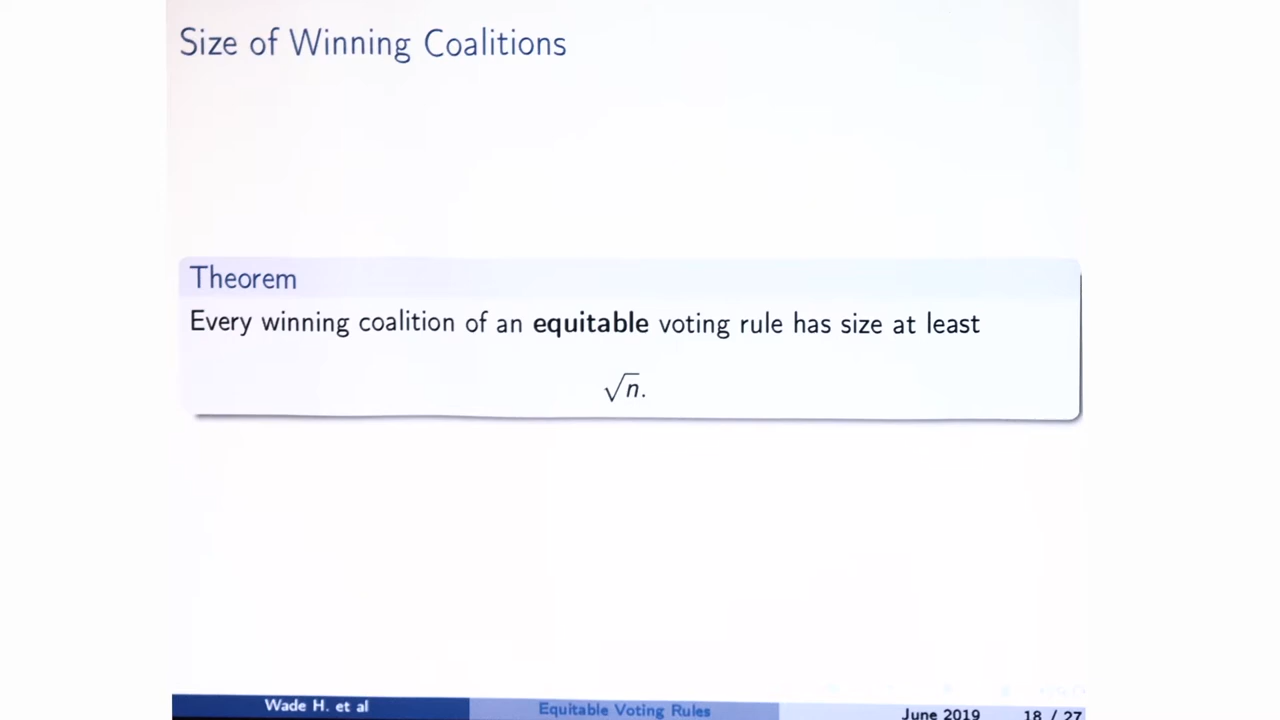 Size of Winning Coalitions
Theorem
Every winning coalition of an equitable voting rule has size at least
√n.
Wade H. et al
Equitable Voting Rules
June 2019
18 / 27